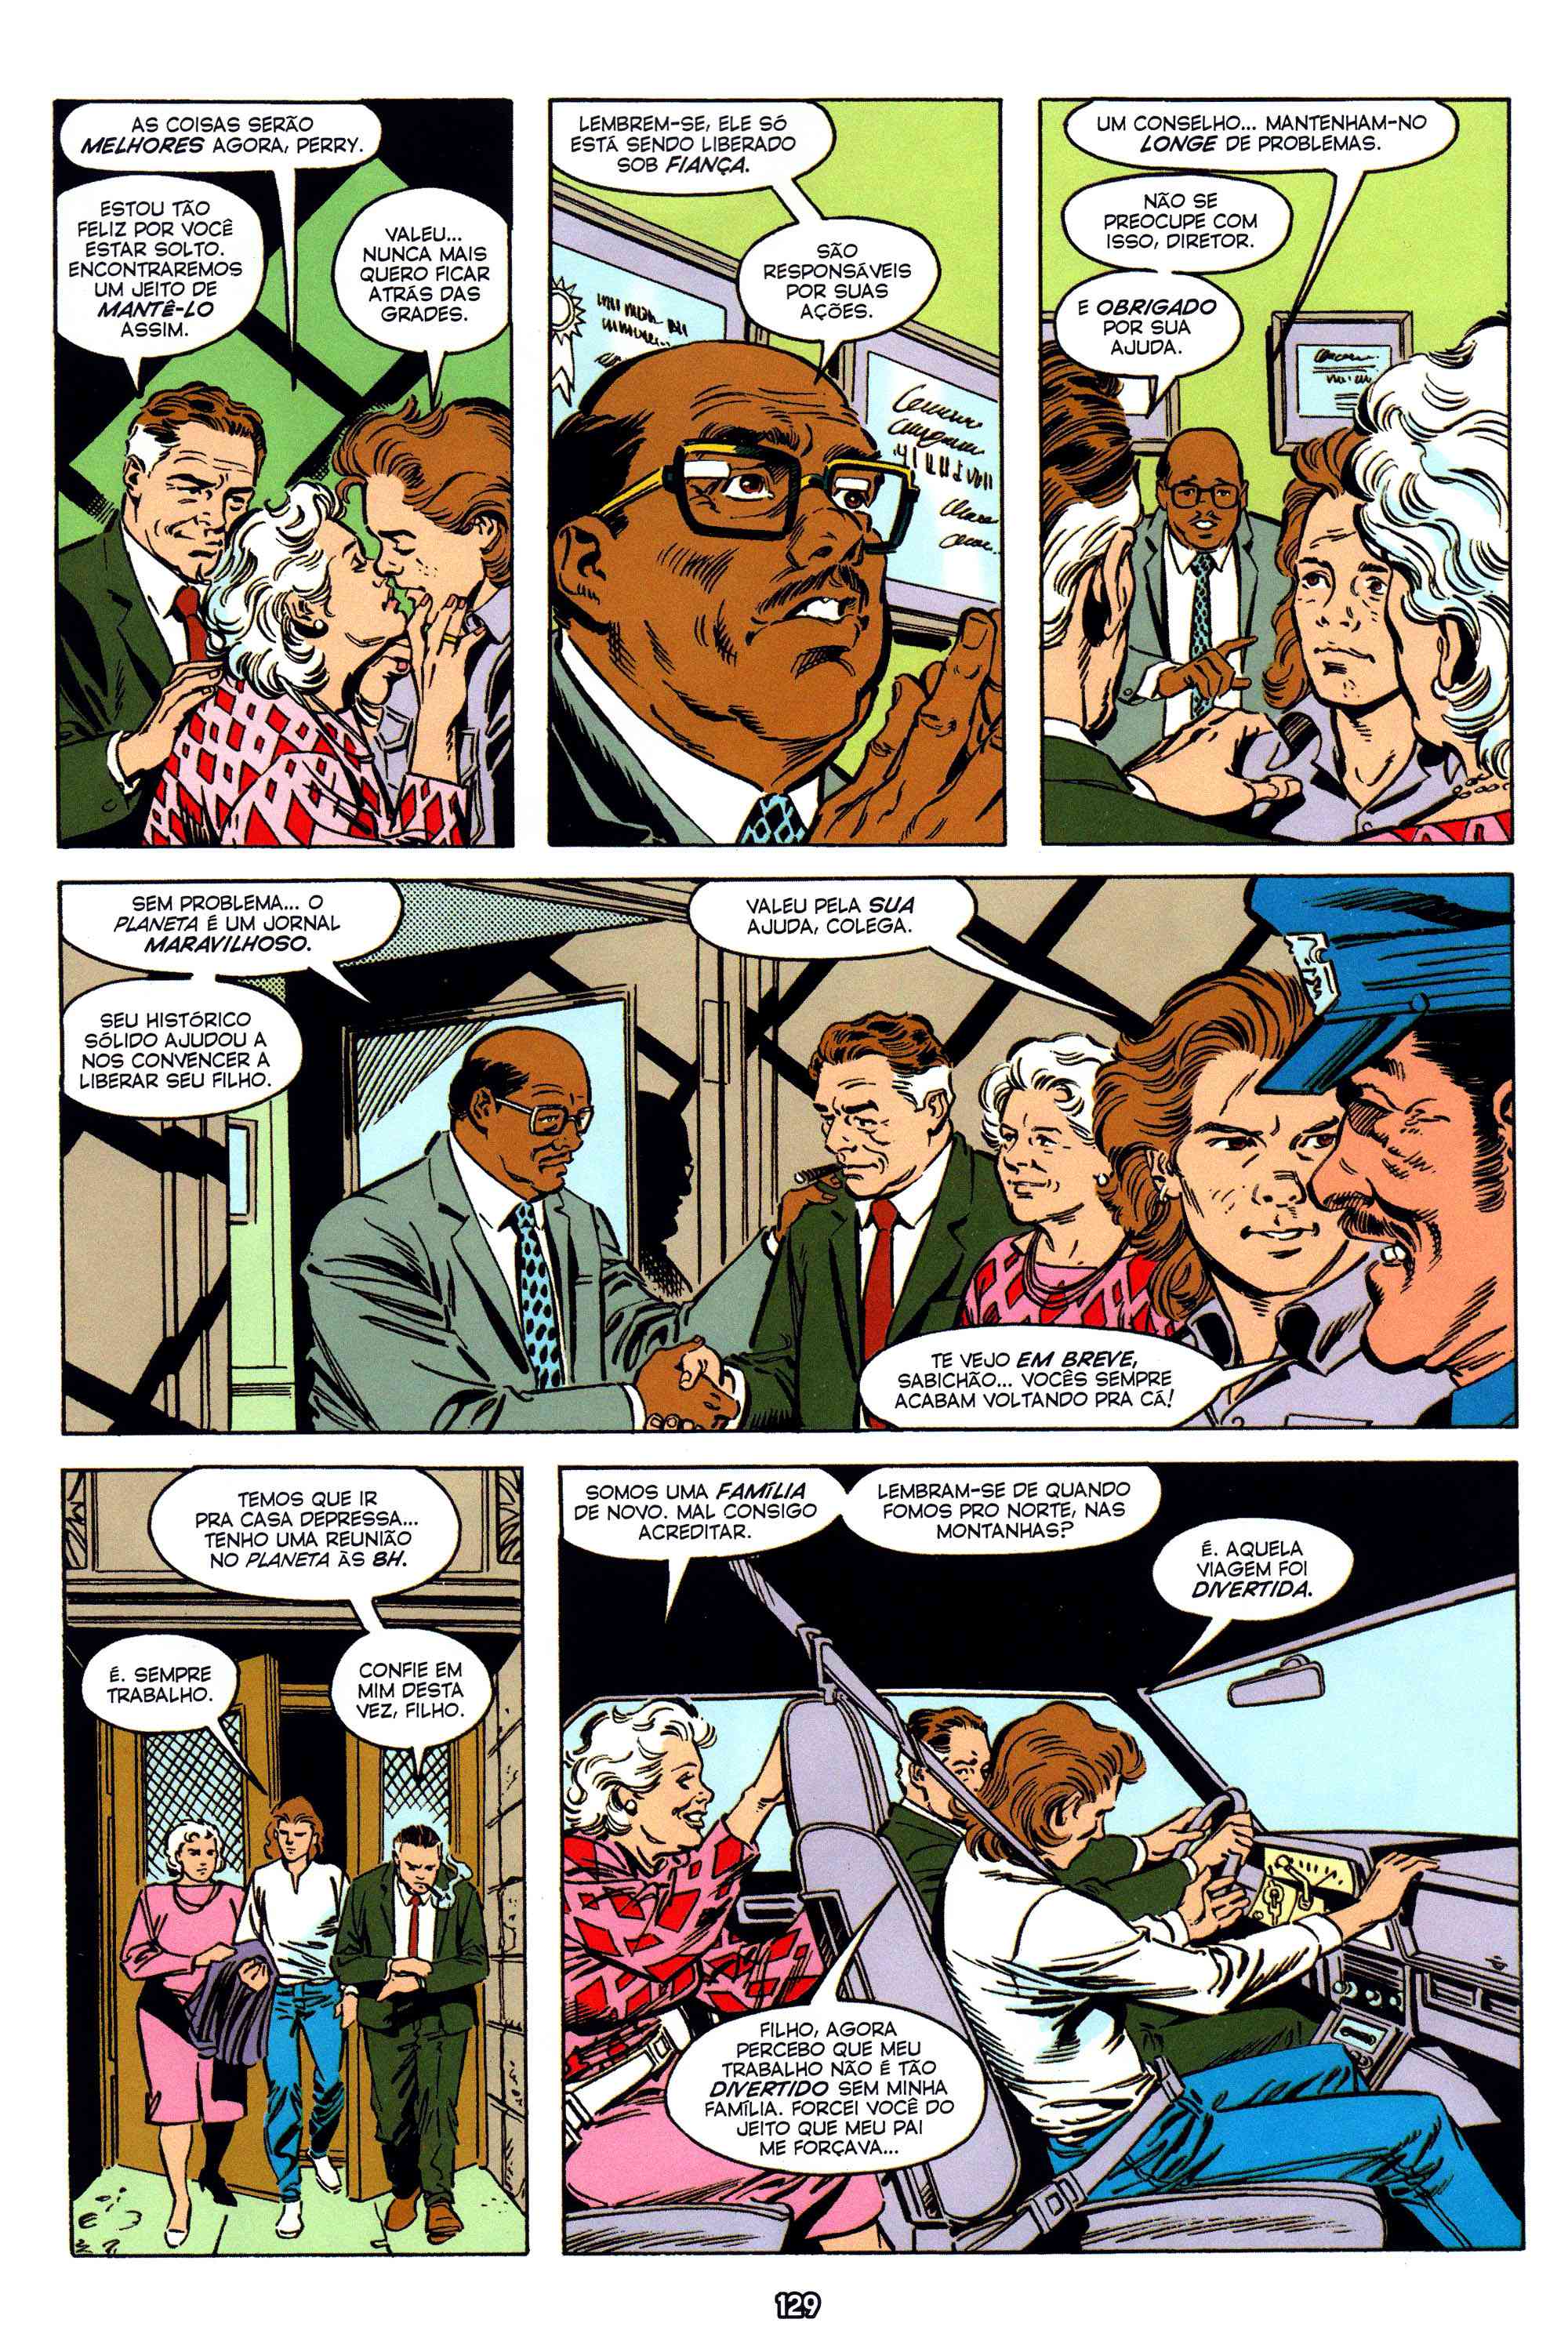 AS COISAS SERÃO
MELHORES AGORA, PERRY.
ESTOU TÃO
FELIZ POR VOCÊ
ESTAR SOLTO.
ENCONTRAREMOS
UM JEITO DE
MANTÊ-LO
ASSIM.
VALEU...
NUNCA MAIS
QUERO FICAR
ATRÁS DAS
GRADES.
LEMBREM-SE, ELE SÓ
ESTÁ SENDO LIBERADO
SOB FIANÇA.
SÃO
RESPONSÁVEIS
POR SUAS
AÇÕES.
UM CONSELHO... MANTENHAM-NO
LONGE DE PROBLEMAS.
NÃO SE
PREOCUPE COM
ISSO, DIRETOR.
E OBRIGADO
POR SUA
AJUDA.
SEM PROBLEMA... O
PLANETA É UM JORNAL
MARAVILHOSO.
SEU HISTÓRICO
SÓLIDO AJUDOU A
NOS CONVENCER A
LIBERAR SEU FILHO.
VALEU PELA SUA
AJUDA, COLEGA.
TE VEJO EM BREVE,
SABICHÃO... VOCÊS SEMPRE
ACABAM VOLTANDO PRA CÁ!
TEMOS QUE IR
PRA CASA DEPRESSA...
TENHO UMA REUNIÃO
NO PLANETA ÀS 8H.
É. SEMPRE
TRABALHO.
CONFIE EM
MIM DESTA
VEZ, FILHO.
SOMOS UMA FAMÍLIA
DE NOVO. MAL CONSIGO
ACREDITAR.
LEMBRAM-SE DE QUANDO
FOMOS PRO NORTE, NAS
MONTANHAS?
É. AQUELA
VIAGEM FOI
DIVERTIDA.
FILHO, AGORA
PERCEBO QUE MEU
TRABALHO NÃO É TÃO
DIVERTIDO SEM MINHA
FAMÍLIA. FORCEI VOCÊ DO
JEITO QUE MEU PAI
ME FORÇAVA...
129